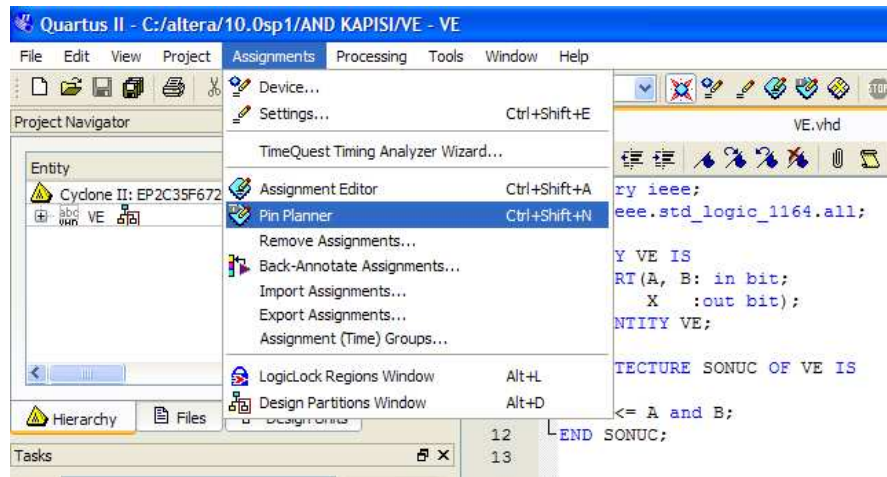 Quartus II - C:/altera/10.0sp1/AND KAPISI/VE - VE
File Edit View Project Assignments Processing Tools Window Help
Project Navigator
VE.vhd
Entity
Cyclone II: EP2C35F672
VE
Device...
Settings... Ctrl+Shift+E
TimeQuest Timing Analyzer Wizard...
Assignment Editor Ctrl+Shift+A
Pin Planner Ctrl+Shift+N
Remove Assignments...
Back-Annotate Assignments...
Import Assignments...
Export Assignments...
Assignment (Time) Groups...
LogicLock Regions Window Alt+L
Design Partitions Window Alt+D
ry ieee;
eee.std_logic_1164.all;
Y VE IS
RT(A, B: in bit;
X :out bit);
NTITY VE;
TECTURE SONUC OF VE IS
<= A and B;
12 END SONUC;
13
Hierarchy Files Design Units
Tasks